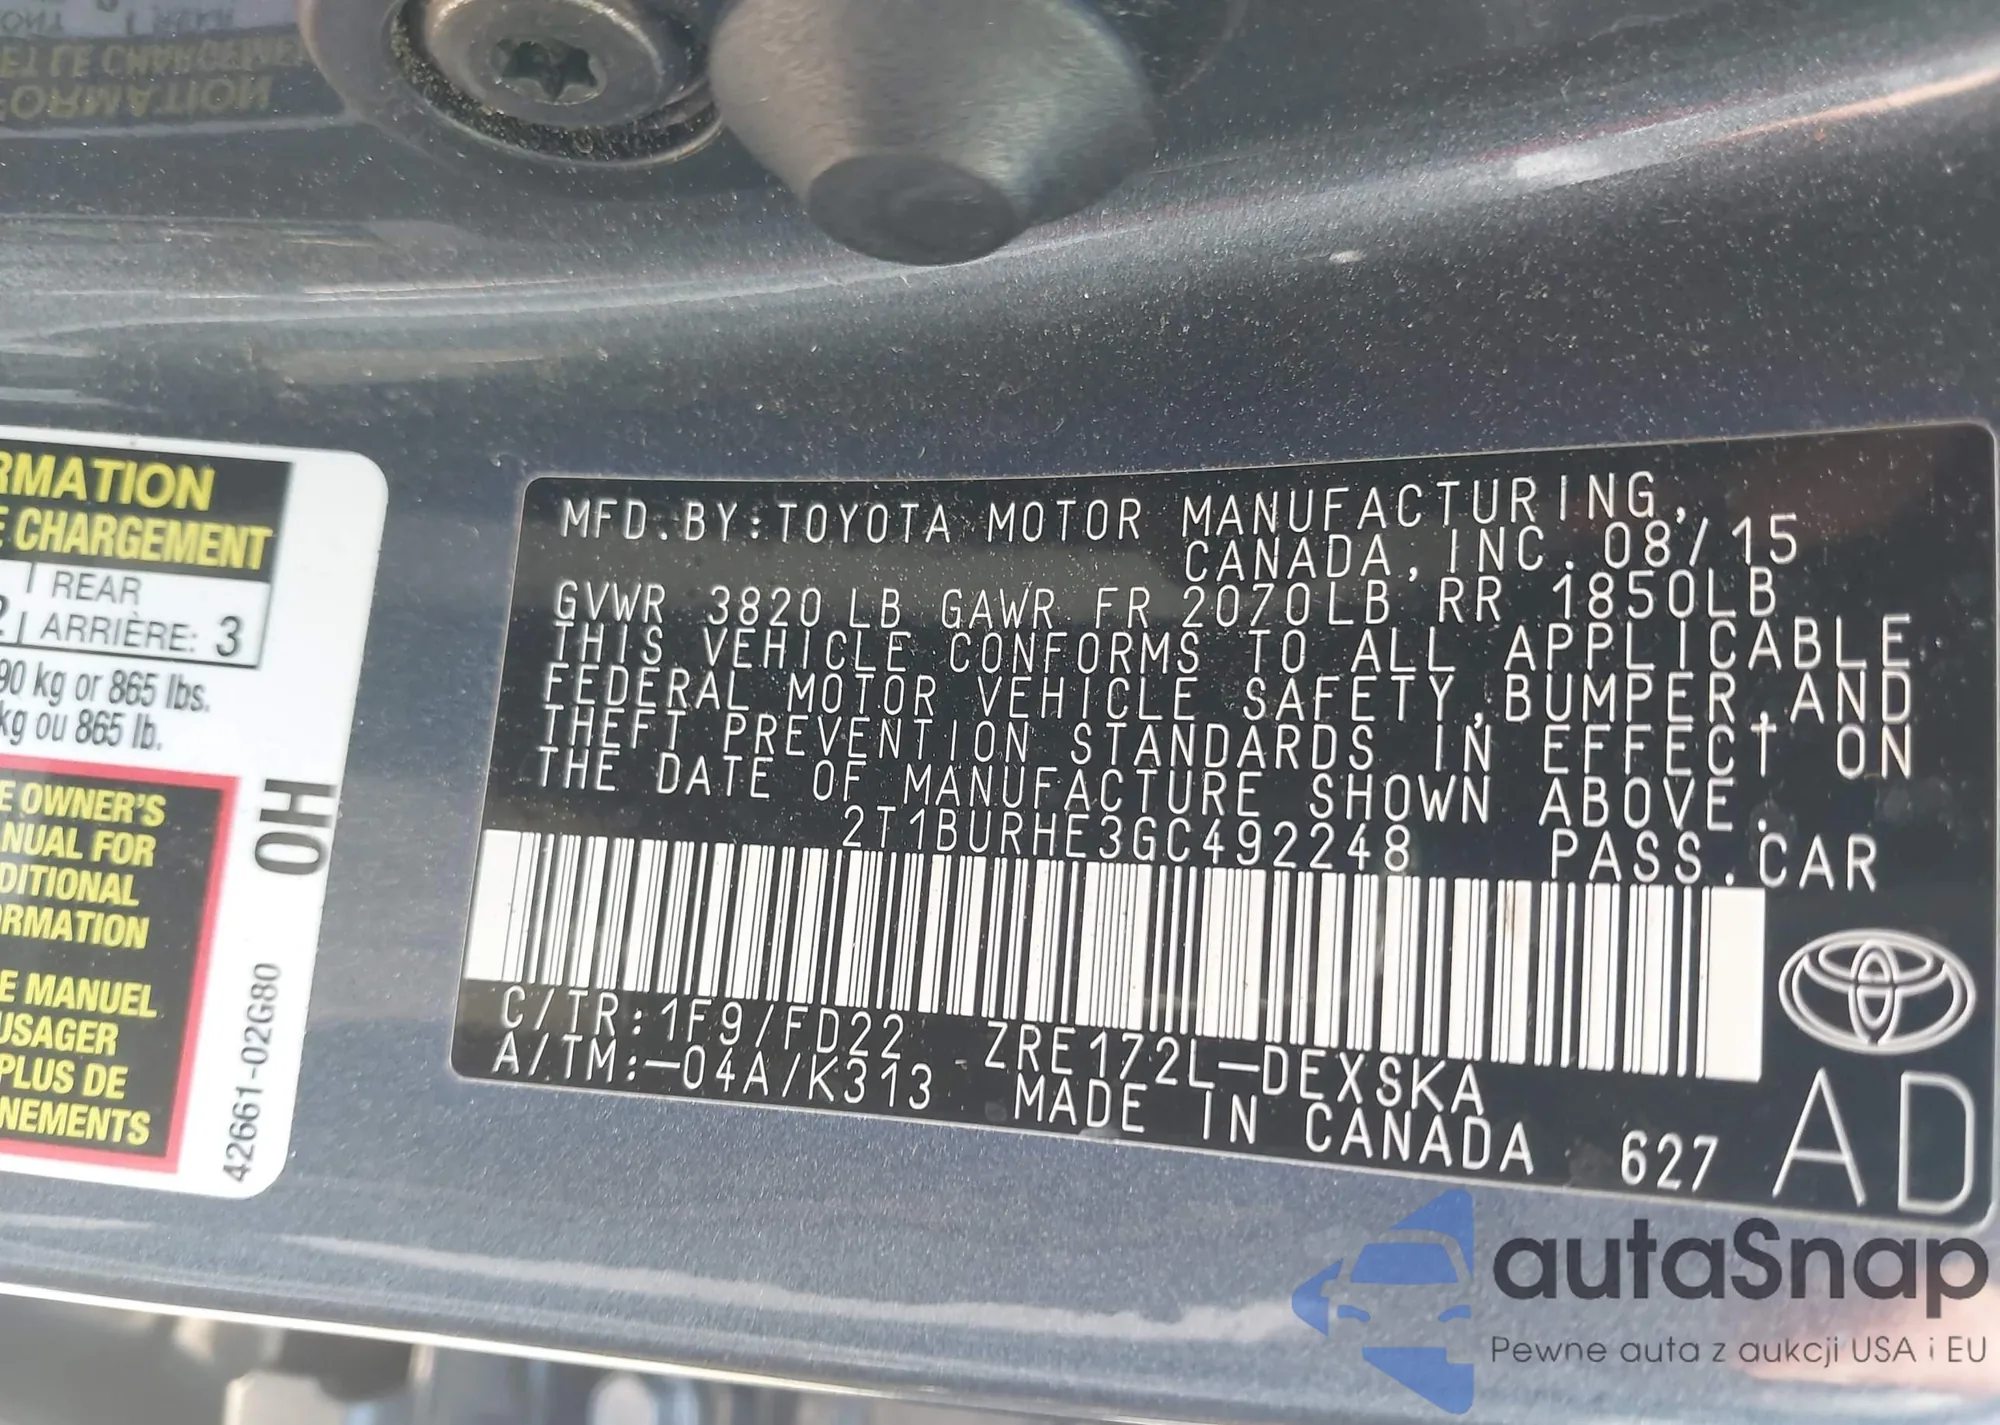 RMATION
E CHARGEMENT
REAR
ARRIÈRE: 3
90 kg or 865 lbs.
kg ou 865 lb.
E OWNER'S
NUAL FOR
DITIONAL
ORMATION
E MANUEL
USAGER
PLUS DE
NEMENTS
0H
42661-02G80
MFD.BY:TOYOTA MOTOR MANUFACTURING,
CANADA,INC. 08/15
GVWR 3820 LB GAWR FR 2070LB RR 1850LB
THIS VEHICLE CONFORMS TO ALL APPLICABLE
FEDERAL MOTOR VEHICLE SAFETY,BUMPER,AND
THEFT PREVENTION STANDARDS IN EFFECT ON
THE DATE OF MANUFACTURE SHOWN ABOVE.
2T1BURHE3GC492248 PASS.CAR
C/TR:1F9/FD22 ZRE172L-DEXSKA
A/TM:-04A/K313 MADE IN CANADA 627
AD
autaSnap
Pewne auta z aukcji USA i EU